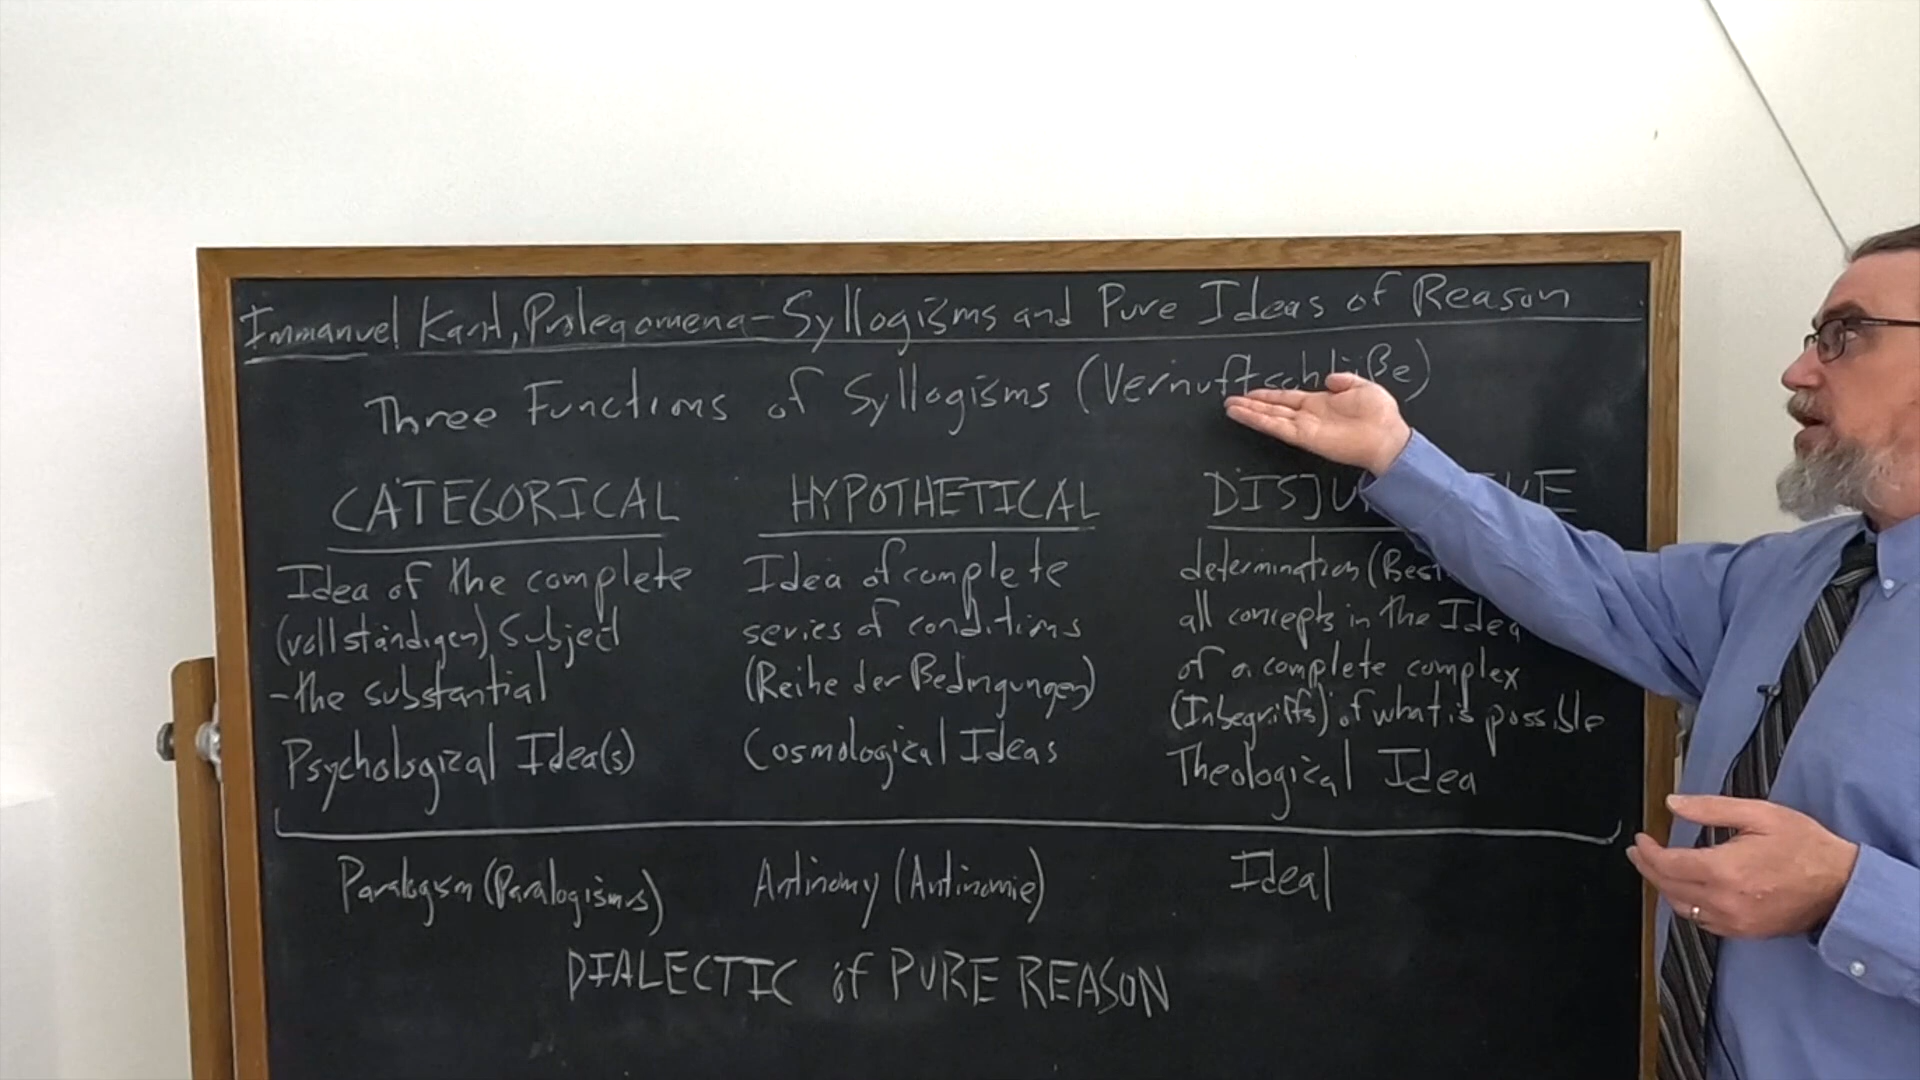 Immanuel Kant, Prolegomena - Syllogisms and Pure Ideas of Reason
Three Functions of Syllogisms (Vernuftschlüße)
CATEGORICAL HYPOTHETICAL
Idea of the complete
(vollständigen) Subject
- the substantial
Psychological Idea(s)
Idea of complete
series of conditions
(Reihe der Bedingungen)
Cosmological Ideas
determination
all concepts in the Idea
of a complete complex
(Inbegriffs) of what is possible
Theological Idea
Paralogism (Paralogismus) Antinomy (Antinomie) Ideal
DIALECTIC of PURE REASON